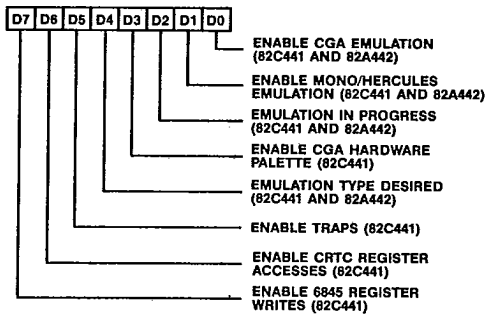 D7 D6 D5 D4 D3 D2 D1 D0
ENABLE CGA EMULATION
(82C441 AND 82A442)
ENABLE MONO/HERCULES
EMULATION (82C441 AND 82A442)
EMULATION IN PROGRESS
(82C441 AND 82A442)
ENABLE CGA HARDWARE
PALETTE (82C441)
EMULATION TYPE DESIRED
(82C441 AND 82A442)
ENABLE TRAPS (82C441)
ENABLE CRTC REGISTER
ACCESSES (82C441)
ENABLE 6845 REGISTER
WRITES (82C441)